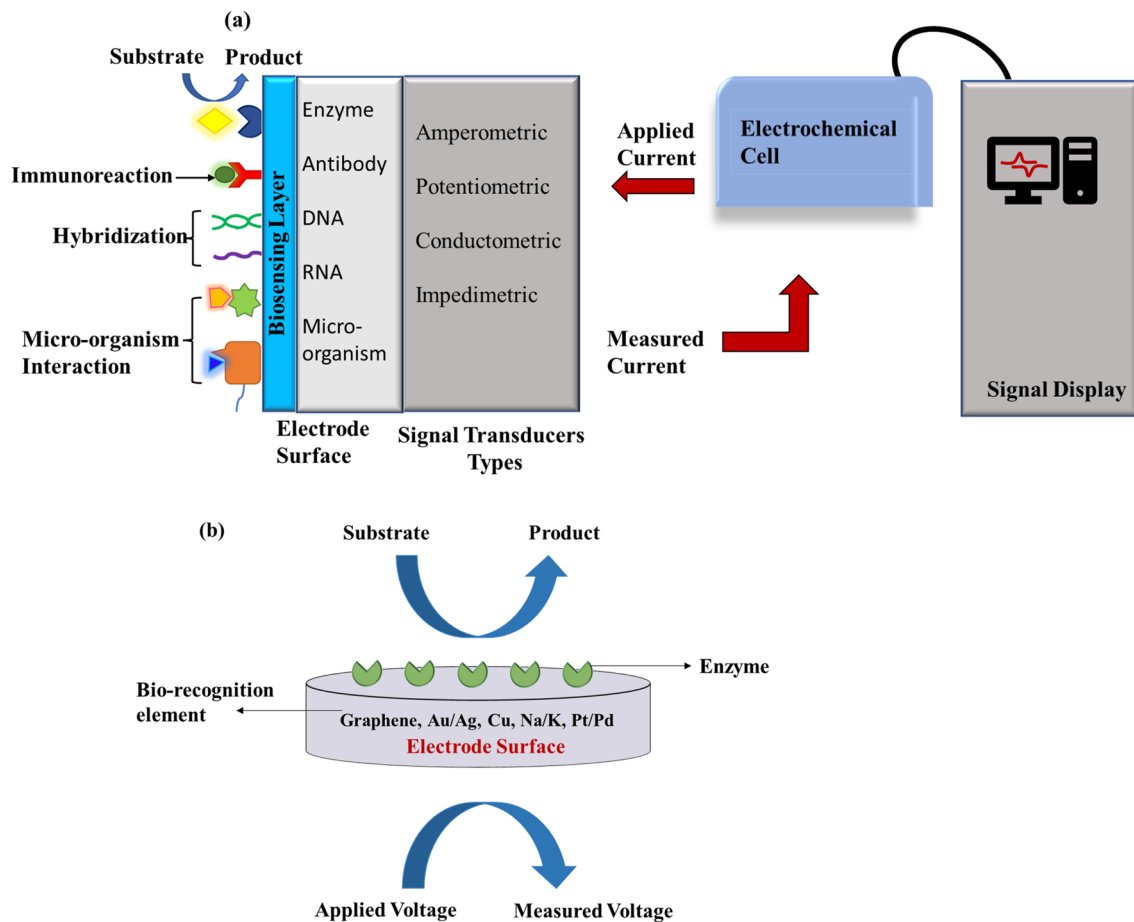 (a)
Substrate Product
Immunoreaction
Hybridization
Micro-organism
Interaction
Biosensing Layer
Enzyme
Antibody
DNA
RNA
Micro-
organism
Electrode
Surface
Amperometric
Potentiometric
Conductometric
Impedimetric
Signal Transducers
Types
Applied
Current
Electrochemical
Cell
Measured
Current
Signal Display
(b)
Substrate Product
Enzyme
Bio-recognition
element
Graphene, Au/Ag, Cu, Na/K, Pt/Pd
Electrode Surface
Applied Voltage Measured Voltage